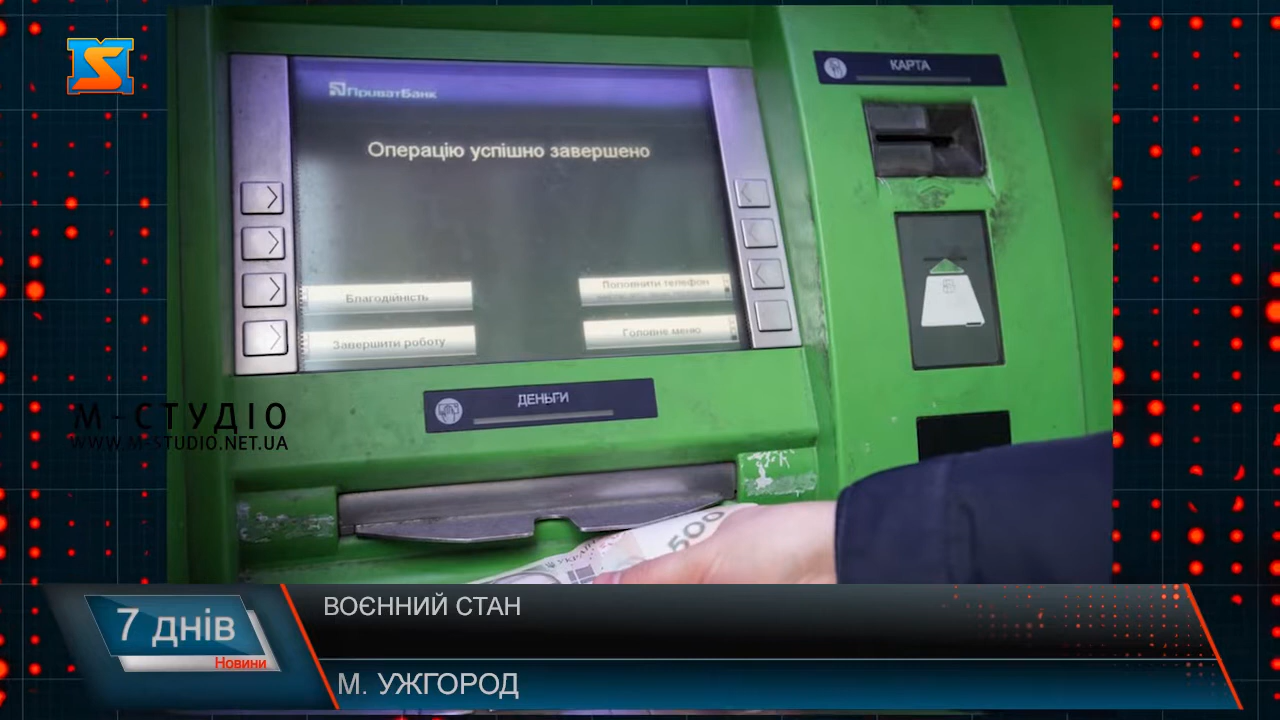 ПриватБанк
КАРТА
Операцію успішно завершено
Благодійність
Поповнити телефон
Завершити роботу
Головне меню
ДЕНЬГИ
М-СТУДІО
WWW.M-STUDIO.NET.UA
500
7 днів
Новини
ВОЄННИЙ СТАН
М. УЖГОРОД